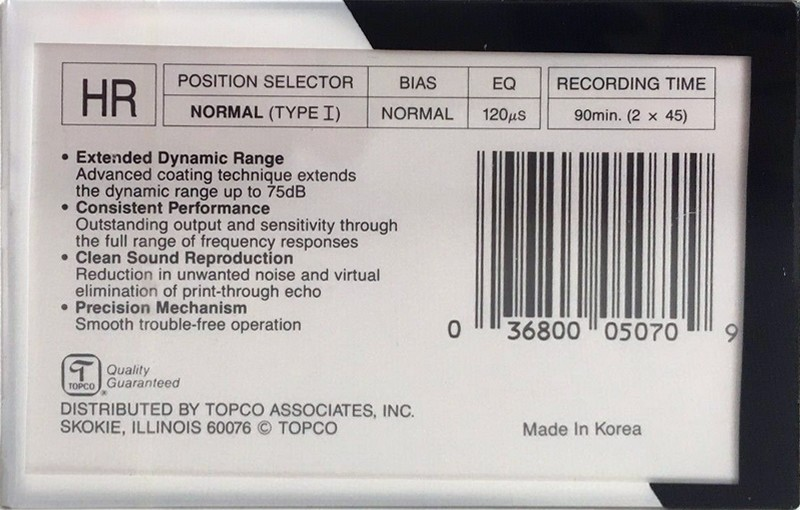 HR
POSITION SELECTOR BIAS EQ RECORDING TIME
NORMAL (TYPE I) NORMAL 120µs 90min. (2 x 45)
• Extended Dynamic Range
Advanced coating technique extends
the dynamic range up to 75dB
• Consistent Performance
Outstanding output and sensitivity through
the full range of frequency responses
• Clean Sound Reproduction
Reduction in unwanted noise and virtual
elimination of print-through echo
• Precision Mechanism
Smooth trouble-free operation
0 36800 05070 9
T
TOPCO®
Quality
Guaranteed
DISTRIBUTED BY TOPCO ASSOCIATES, INC.
SKOKIE, ILLINOIS 60076 © TOPCO
Made In Korea